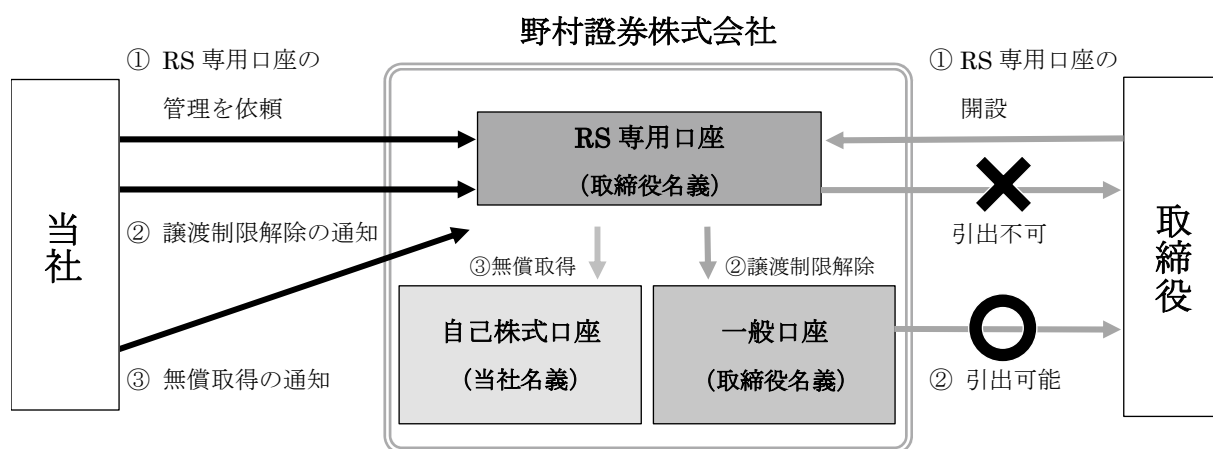 野村證券株式会社
① RS 専用口座の
管理を依頼
① RS 専用口座の
開設
RS 専用口座
(取締役名義)
当社
② 譲渡制限解除の通知
引出不可
取締役
③無償取得
②譲渡制限解除
自己株式口座
(当社名義)
一般口座
(取締役名義)
③ 無償取得の通知
② 引出可能